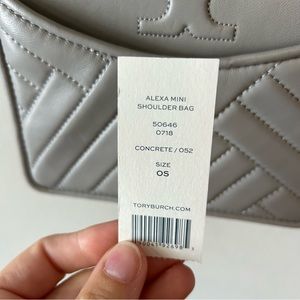 ALEXA MINI
SHOULDER BAG
50646
0718
CONCRETE / 052
SIZE
OS
TORYBURCH.COM